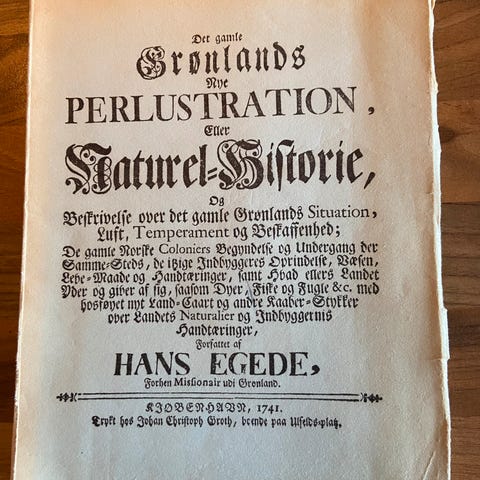 Det gamle
Grønlands
Nye
PERLUSTRATION,
Eller
Naturel-Historie,
Og
Beskrivelse over det gamle Grønlands Situation,
Luft, Temperament og Beskaffenhed;
De gamle Norske Coloniers Begyndelse og Undergang der
Samme-Steds, de itzige Indbyggeres Oprindelse, Væsen,
Leve-Maade og Handtæringer, samt Hvad ellers Landet
Yder og giver af sig, saasom Dyer, Fiske og Fugle &c. med
hosføyet nyt Land-Caart og andre Kaaber-Stykker
over Landets Naturalier og Indbyggernis
Handtæringer,
Forfattet af
HANS EGEDE,
Forhen Missionair udi Grønland.
KJØBENHAVN, 1741.
Trykt hos Johan Christoph Groth, boende paa Ulfelds-platz.